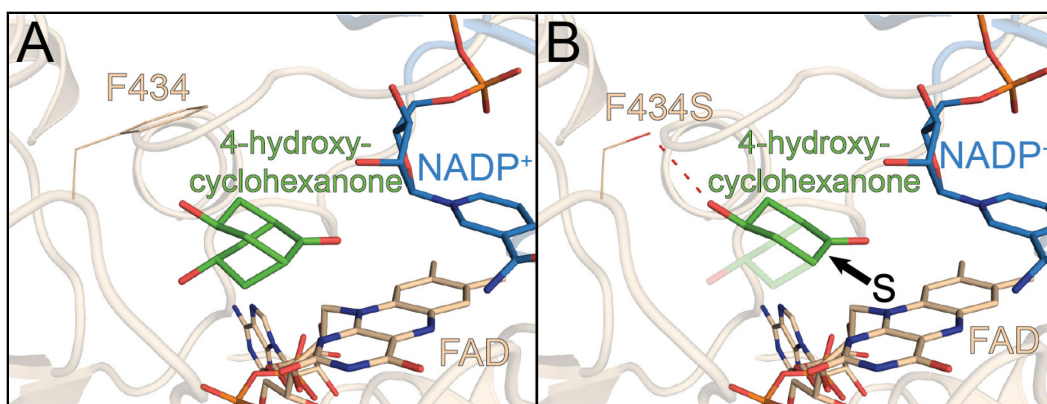 A
F434
4-hydroxy-
cyclohexanone
NADP+
FAD
B
F434S
4-hydroxy-
cyclohexanone
NADP+
S
FAD